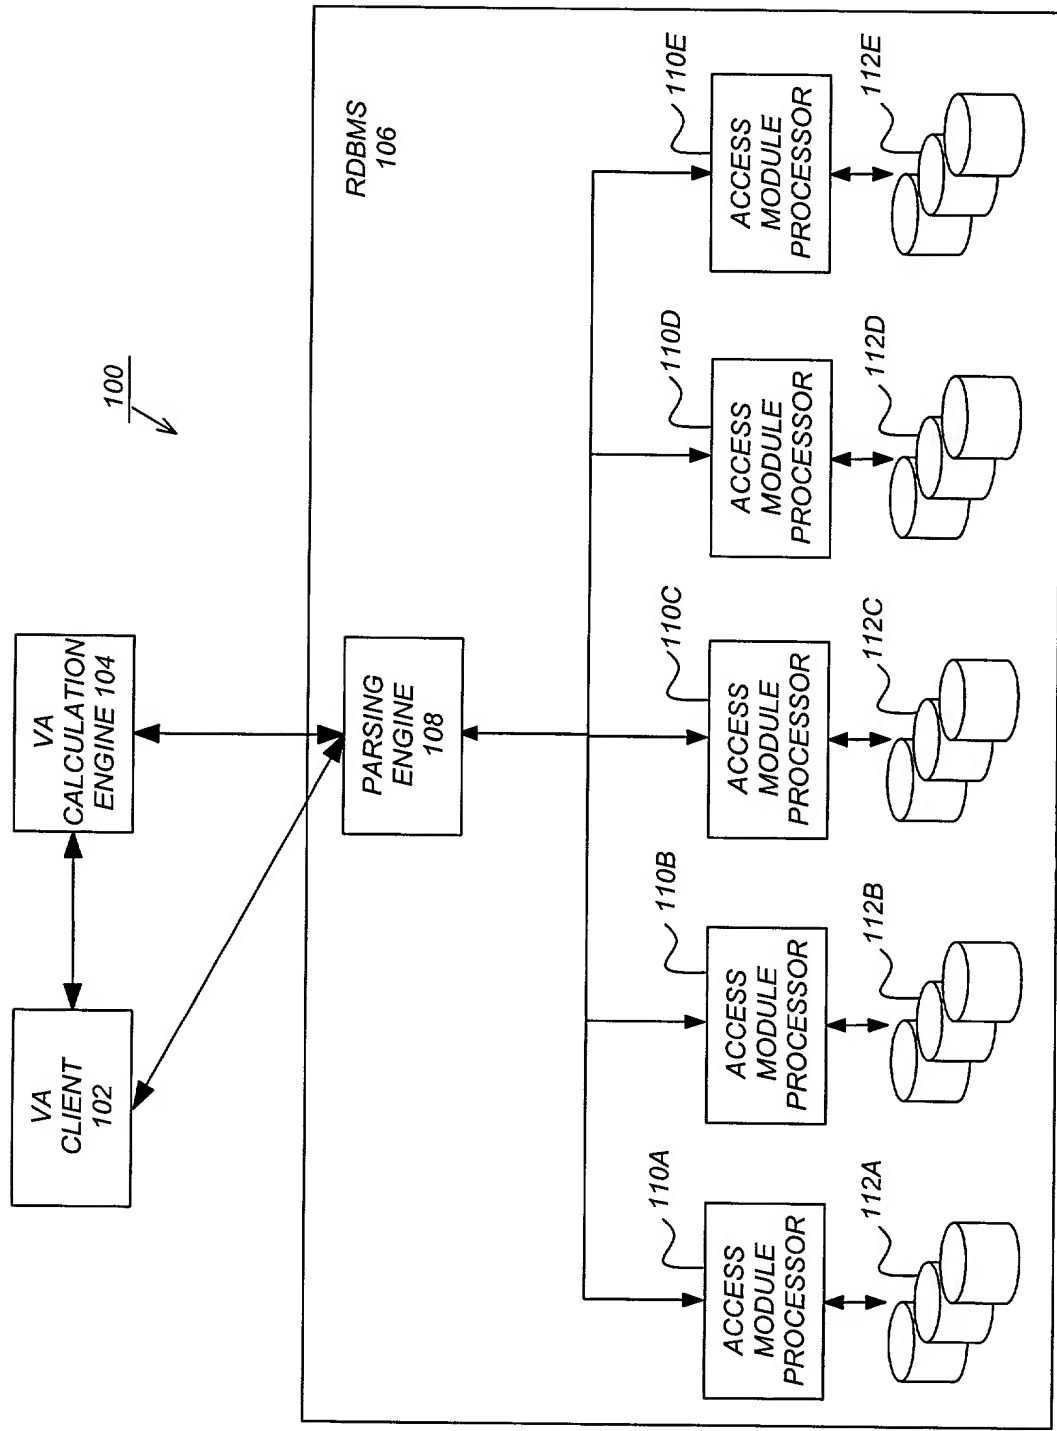 100
VA
CLIENT
102
VA
CALCULATION
ENGINE 104
RDBMS
106
PARSING
ENGINE
108
110A
110B
110C
110D
110E
ACCESS
MODULE
PROCESSOR
ACCESS
MODULE
PROCESSOR
ACCESS
MODULE
PROCESSOR
ACCESS
MODULE
PROCESSOR
ACCESS
MODULE
PROCESSOR
112A
112B
112C
112D
112E